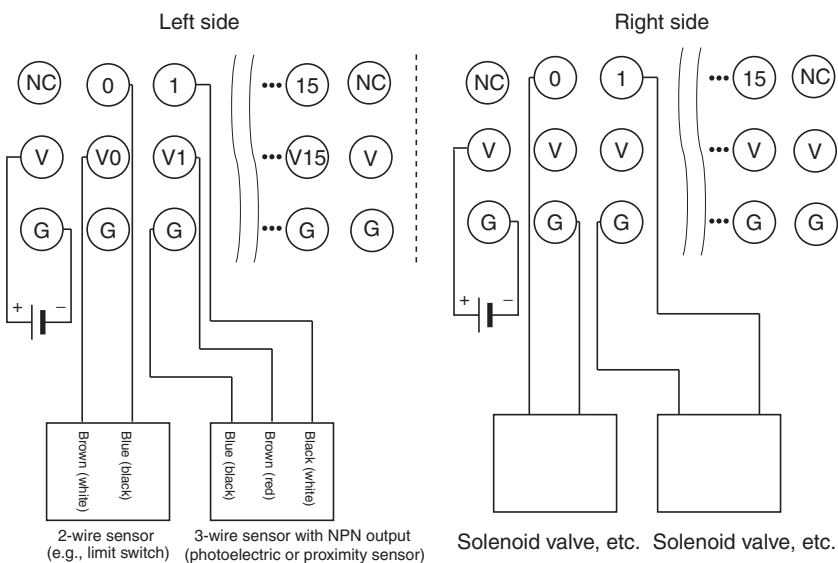 Left side
Right side
NC 0 1 ••• 15 NC
V V0 V1 ••• V15 V
G G G ••• G G
+ −
NC 0 1 ••• 15 NC
V V V ••• V V
G G G ••• G G
+ −
Brown (white)
Blue (black)
Blue (black)
Brown (red)
Black (white)
2-wire sensor
(e.g., limit switch)
3-wire sensor with NPN output
(photoelectric or proximity sensor)
Solenoid valve, etc.
Solenoid valve, etc.